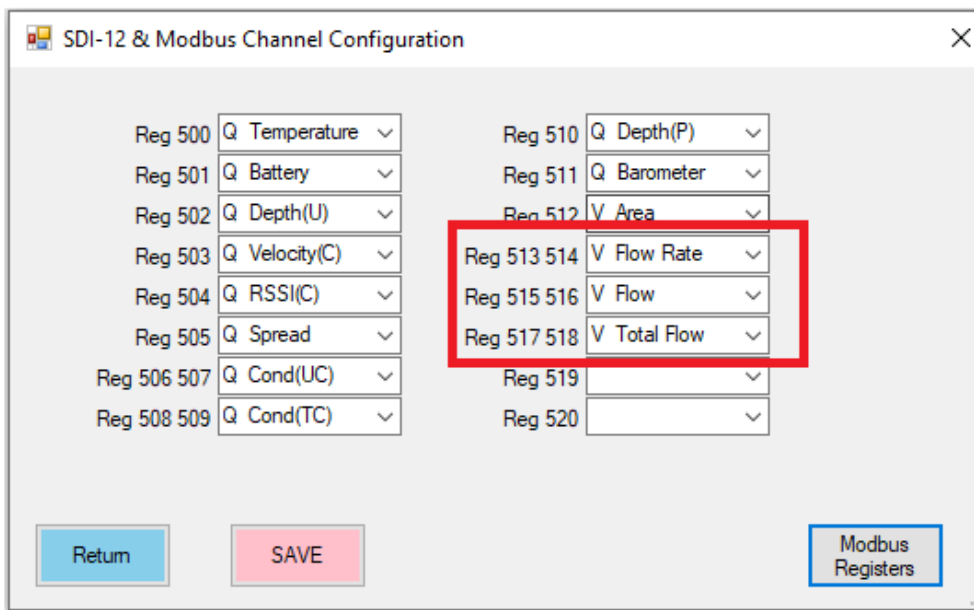 SDI-12 & Modbus Channel Configuration
Reg 500 Q Temperature
Reg 501 Q Battery
Reg 502 Q Depth(U)
Reg 503 Q Velocity(C)
Reg 504 Q RSSI(C)
Reg 505 Q Spread
Reg 506 507 Q Cond(UC)
Reg 508 509 Q Cond(TC)
Reg 510 Q Depth(P)
Reg 511 Q Barometer
Reg 512 V Area
Reg 513 514 V Flow Rate
Reg 515 516 V Flow
Reg 517 518 V Total Flow
Reg 519
Reg 520
Return
SAVE
Modbus
Registers